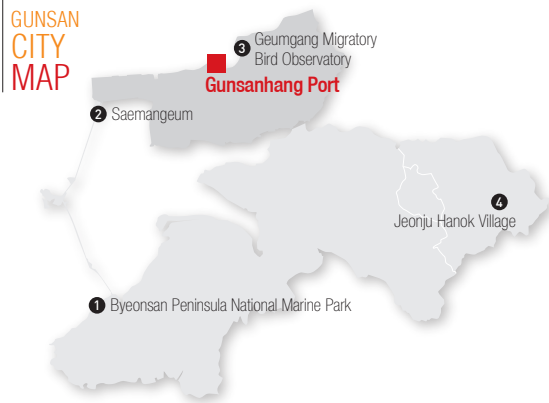 GUNSAN
CITY
MAP
3 Geumgang Migratory
Bird Observatory
Gunsanhang Port
2 Saemangeum
4
Jeonju Hanok Village
1 Byeonsan Peninsula National Marine Park